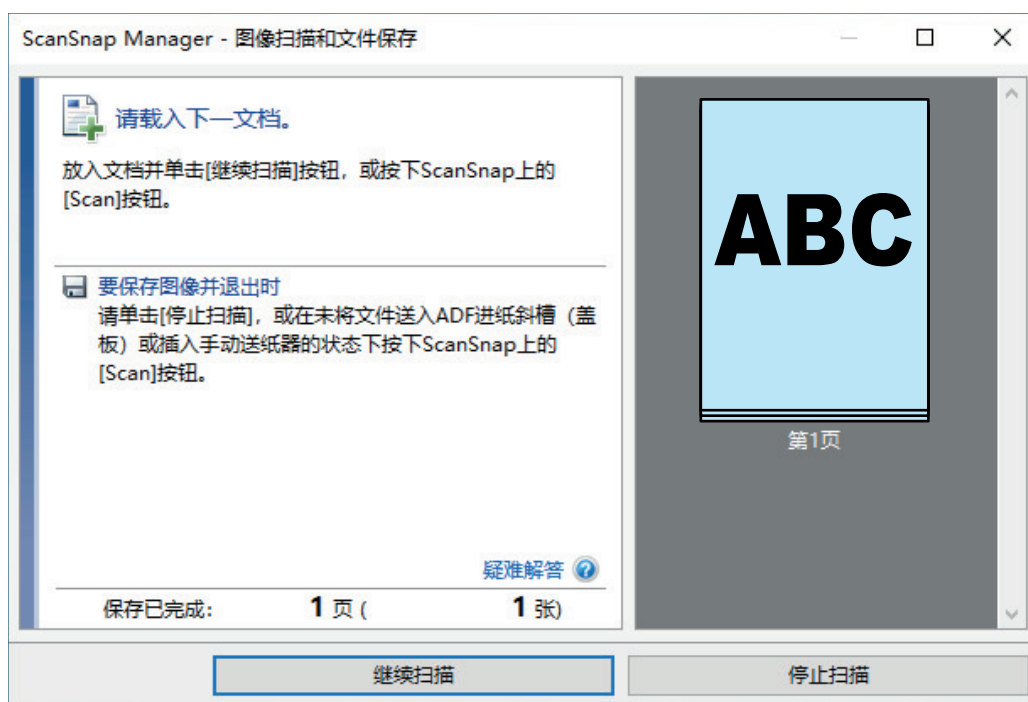 ScanSnap Manager - 图像扫描和文件保存
请载入下一文档。
放入文档并单击[继续扫描]按钮，或按下ScanSnap上的
[Scan]按钮。
要保存图像并退出时
请单击[停止扫描]，或在未将文件送入ADF进纸斜槽（盖
板）或插入手动送纸器的状态下按下ScanSnap上的
[Scan]按钮。
疑难解答
保存已完成: 1 页 ( 1 张)
ABC
第1页
继续扫描
停止扫描